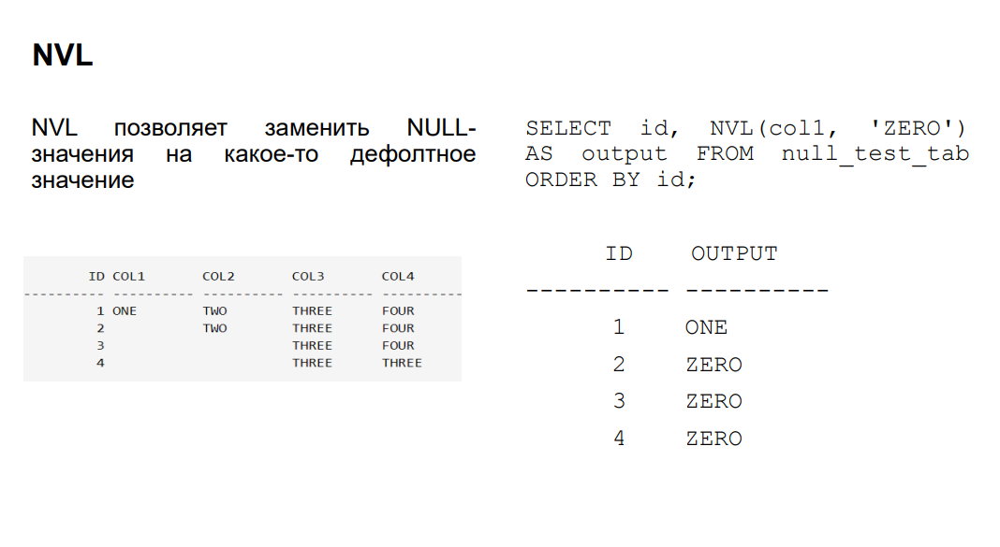 NVL
NVL позволяет заменить NULL-
значения на какое-то дефолтное
значение
ID COL1 COL2 COL3 COL4
---------- ---------- ---------- ---------- ----------
1 ONE TWO THREE FOUR
2 TWO THREE FOUR
3 THREE FOUR
4 THREE THREE
SELECT id, NVL(col1, 'ZERO')
AS output FROM null_test_tab
ORDER BY id;
ID OUTPUT
---------- ----------
1 ONE
2 ZERO
3 ZERO
4 ZERO